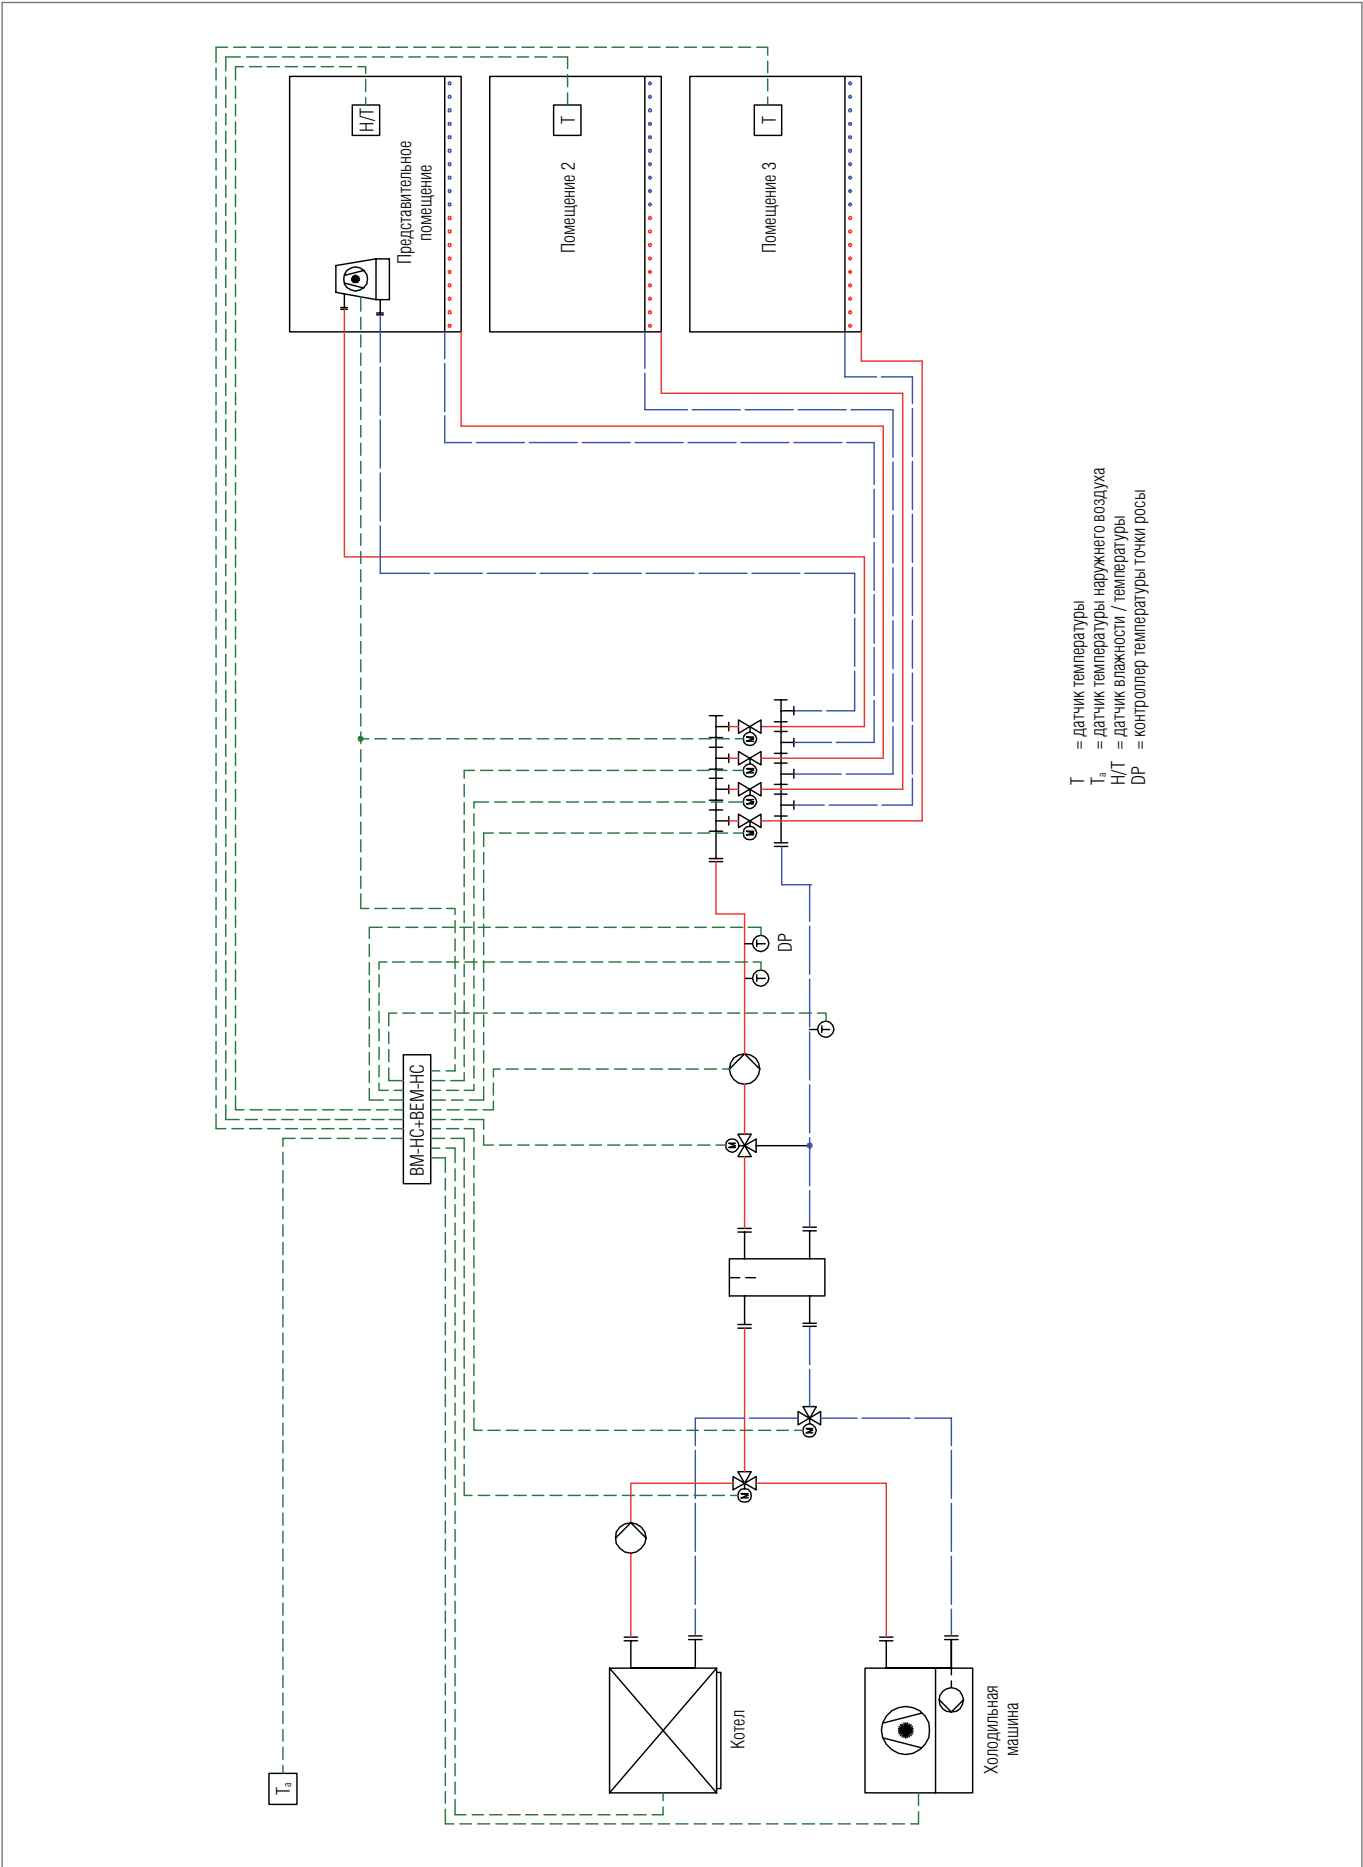 Tₐ
Котел
Холодильная
машина
M
M
BM-HC+BEM-HC
M
T
T
T
DP
M
M
M
M
H/T
Представительное
помещение
T
Помещение 2
T
Помещение 3
T = датчик температуры
Tₐ = датчик температуры наружнего воздуха
H/T = датчик влажности / температуры
DP = контроллер температуры точки росы